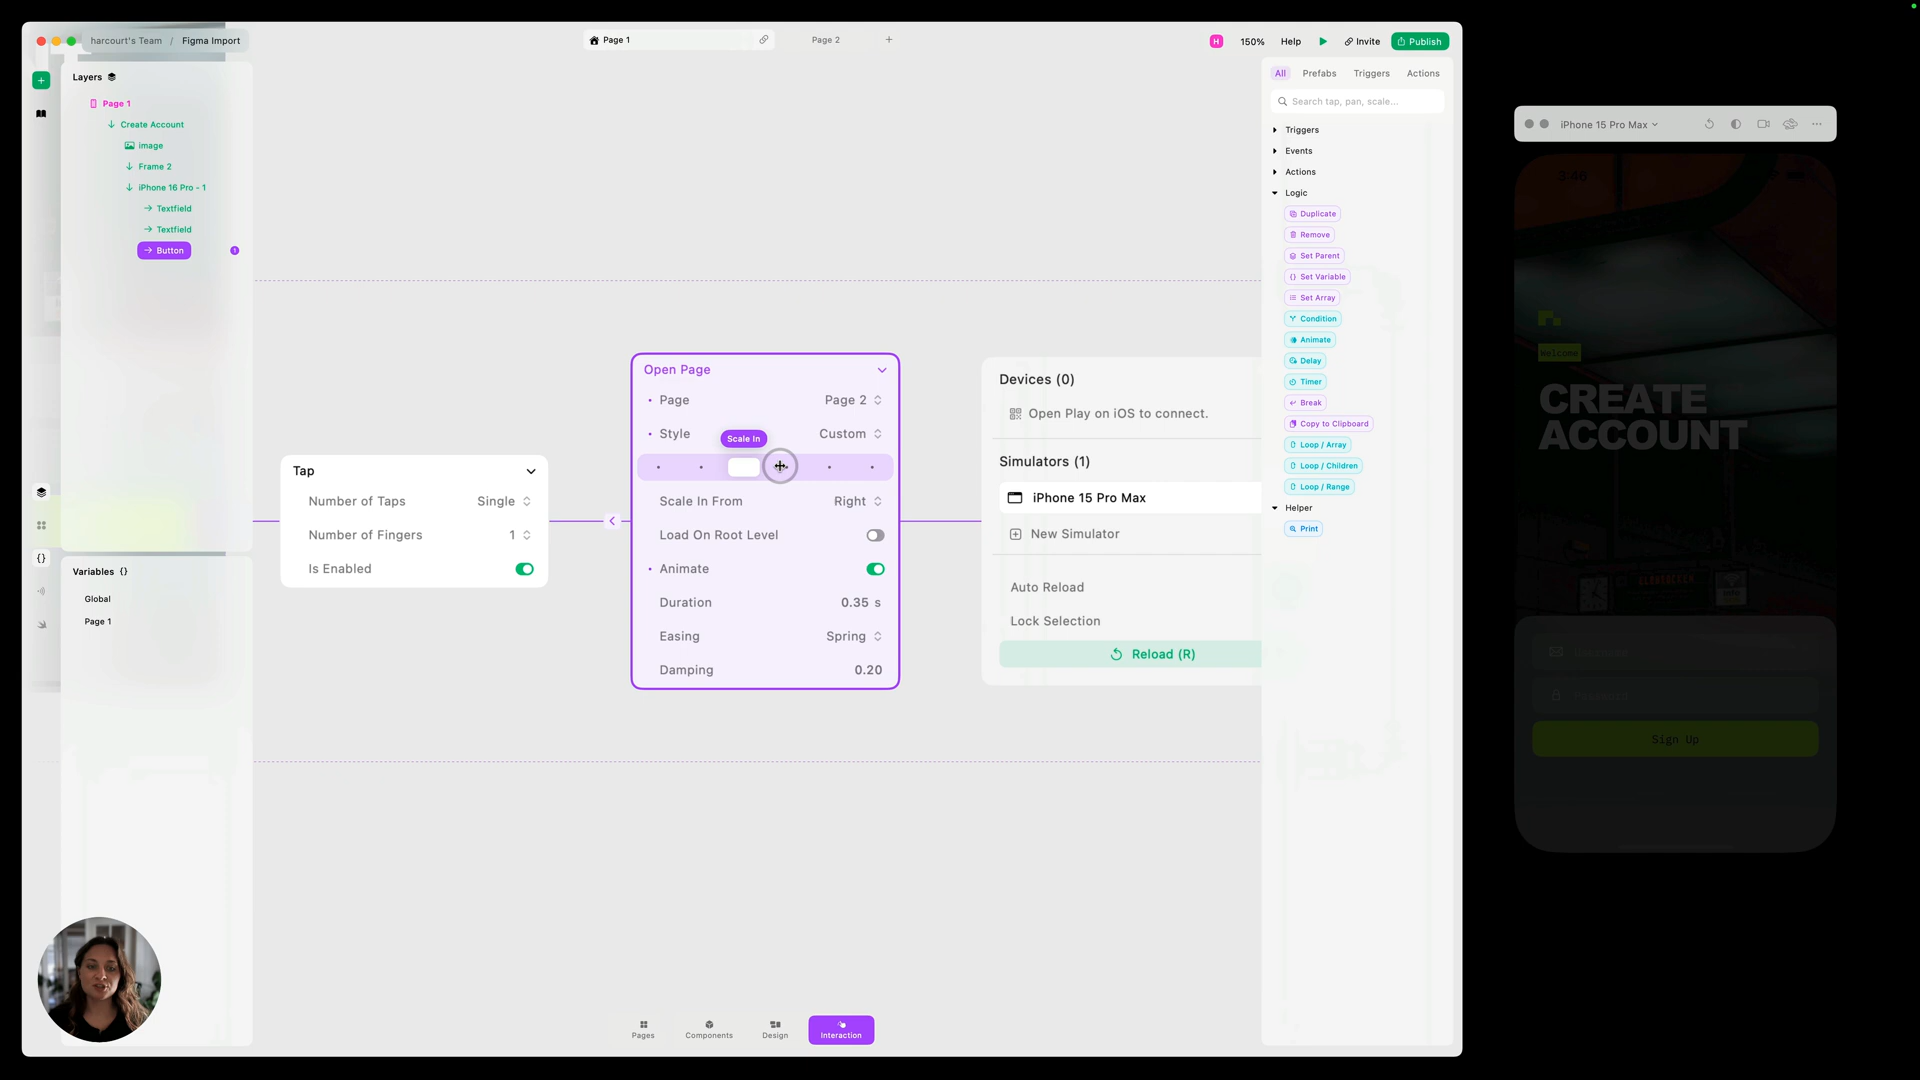 harcourt's Team / Figma Import
Page 1
Page 2
H
150%
Help
Invite
Publish
Layers
Page 1
Create Account
image
Frame 2
iPhone 16 Pro - 1
Textfield
Textfield
Button
1
Variables {}
Global
Page 1
Tap
Number of Taps Single
Number of Fingers 1
Is Enabled
Open Page
Page Page 2
Style Custom
Scale In
Scale In From Right
Load On Root Level
Animate
Duration 0.35 s
Easing Spring
Damping 0.20
Devices (0)
Open Play on iOS to connect.
Simulators (1)
iPhone 15 Pro Max
New Simulator
Auto Reload
Lock Selection
Reload (R)
All Prefabs Triggers Actions
Search tap, pan, scale...
Triggers
Events
Actions
Logic
Duplicate
Remove
Set Parent
Set Variable
Set Array
Condition
Animate
Delay
Timer
Break
Copy to Clipboard
Loop / Array
Loop / Children
Loop / Range
Helper
Print
Pages
Components
Design
Interaction
iPhone 15 Pro Max
3:46
Welcome
CREATE
ACCOUNT
Password
Sign Up